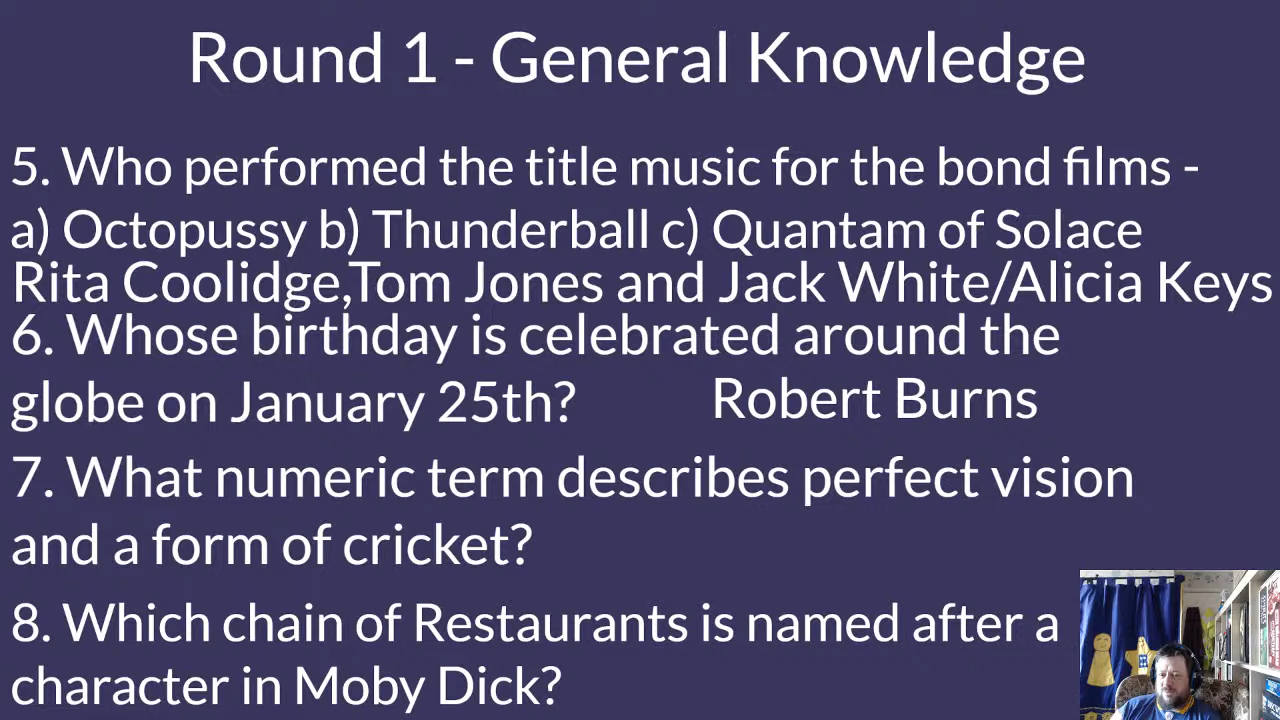 Round 1 - General Knowledge
5. Who performed the title music for the bond films -
a) Octopussy b) Thunderball c) Quantam of Solace
Rita Coolidge,Tom Jones and Jack White/Alicia Keys
6. Whose birthday is celebrated around the
globe on January 25th? Robert Burns
7. What numeric term describes perfect vision
and a form of cricket?
8. Which chain of Restaurants is named after a
character in Moby Dick?